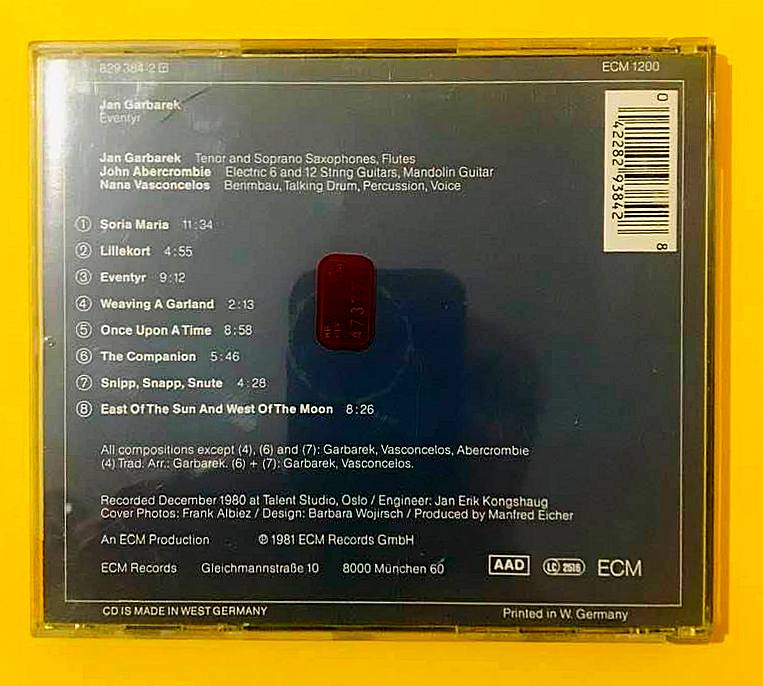 829 384-2
ECM 1200
Jan Garbarek
Eventyr
0 42282 93842 8
Jan Garbarek Tenor and Soprano Saxophones, Flutes
John Abercrombie Electric 6 and 12 String Guitars, Mandolin Guitar
Nana Vasconcelos Berimbau, Talking Drum, Percussion, Voice
1 Soria Maria 11:34
2 Lillekort 4:55
3 Eventyr 9:12
4 Weaving A Garland 2:13
5 Once Upon A Time 8:58
6 The Companion 5:46
7 Snipp, Snapp, Snute 4:28
8 East Of The Sun And West Of The Moon 8:26
All compositions except (4), (6) and (7): Garbarek, Vasconcelos, Abercrombie
(4) Trad. Arr.: Garbarek. (6) + (7): Garbarek, Vasconcelos.
Recorded December 1980 at Talent Studio, Oslo / Engineer: Jan Erik Kongshaug
Cover Photos: Frank Albiez / Design: Barbara Wojirsch / Produced by Manfred Eicher
An ECM Production ℗ 1981 ECM Records GmbH
ECM Records Gleichmannstraße 10 8000 München 60 AAD LC 2516 ECM
CD IS MADE IN WEST GERMANY
Printed in W. Germany